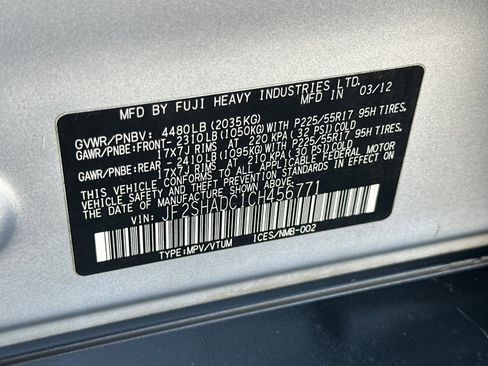 MFD BY FUJI HEAVY INDUSTRIES LTD. MFD IN 03/12
GVWR/PNBV: 4480LB (2035KG)
GAWR/PNBE:FRONT- 2310LB(1050KG)WITH P225/55R17 95H TIRES,
17x7J RIMS AT 220 KPA (32 PSI)COLD
GAWR/PNBE:REAR - 2410LB(1095KG)WITH P225/55R17 95H TIRES,
17x7J RIMS AT 210 KPA (30 PSI)COLD
THIS VEHICLE CONFORMS TO ALL APPLICABLE FEDERAL MOTOR
VEHICLE SAFETY STANDARDS IN EFFECT ON THE
DATE OF MANUFACTURE SHOWN ABOVE.
VIN: JF2SHADC1CH456771
TYPE:MPV/VTUM ICES/NMB-002